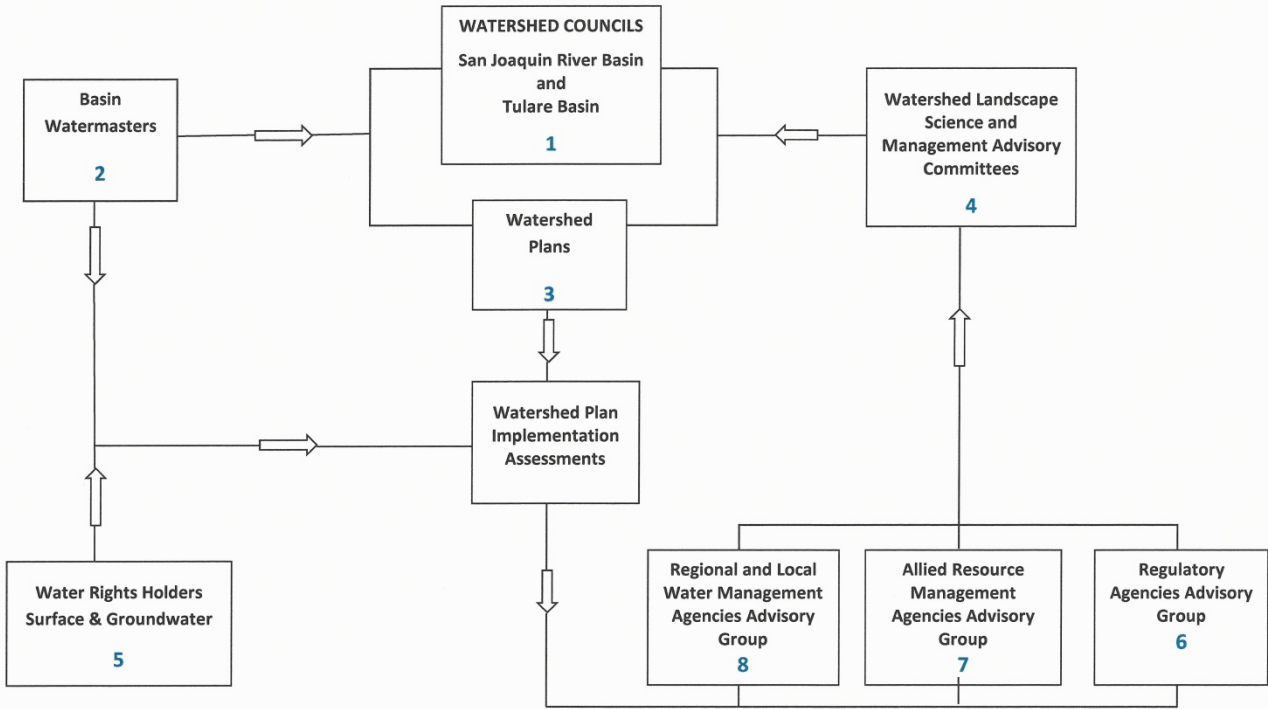 WATERSHED COUNCILS
San Joaquin River Basin
and
Tulare Basin
1
Basin
Watermasters
2
Watershed Landscape
Science and
Management Advisory
Committees
4
Watershed
Plans
3
Watershed Plan
Implementation
Assessments
Water Rights Holders
Surface & Groundwater
5
Regional and Local
Water Management
Agencies Advisory
Group
8
Allied Resource
Management
Agencies Advisory
Group
7
Regulatory
Agencies Advisory
Group
6